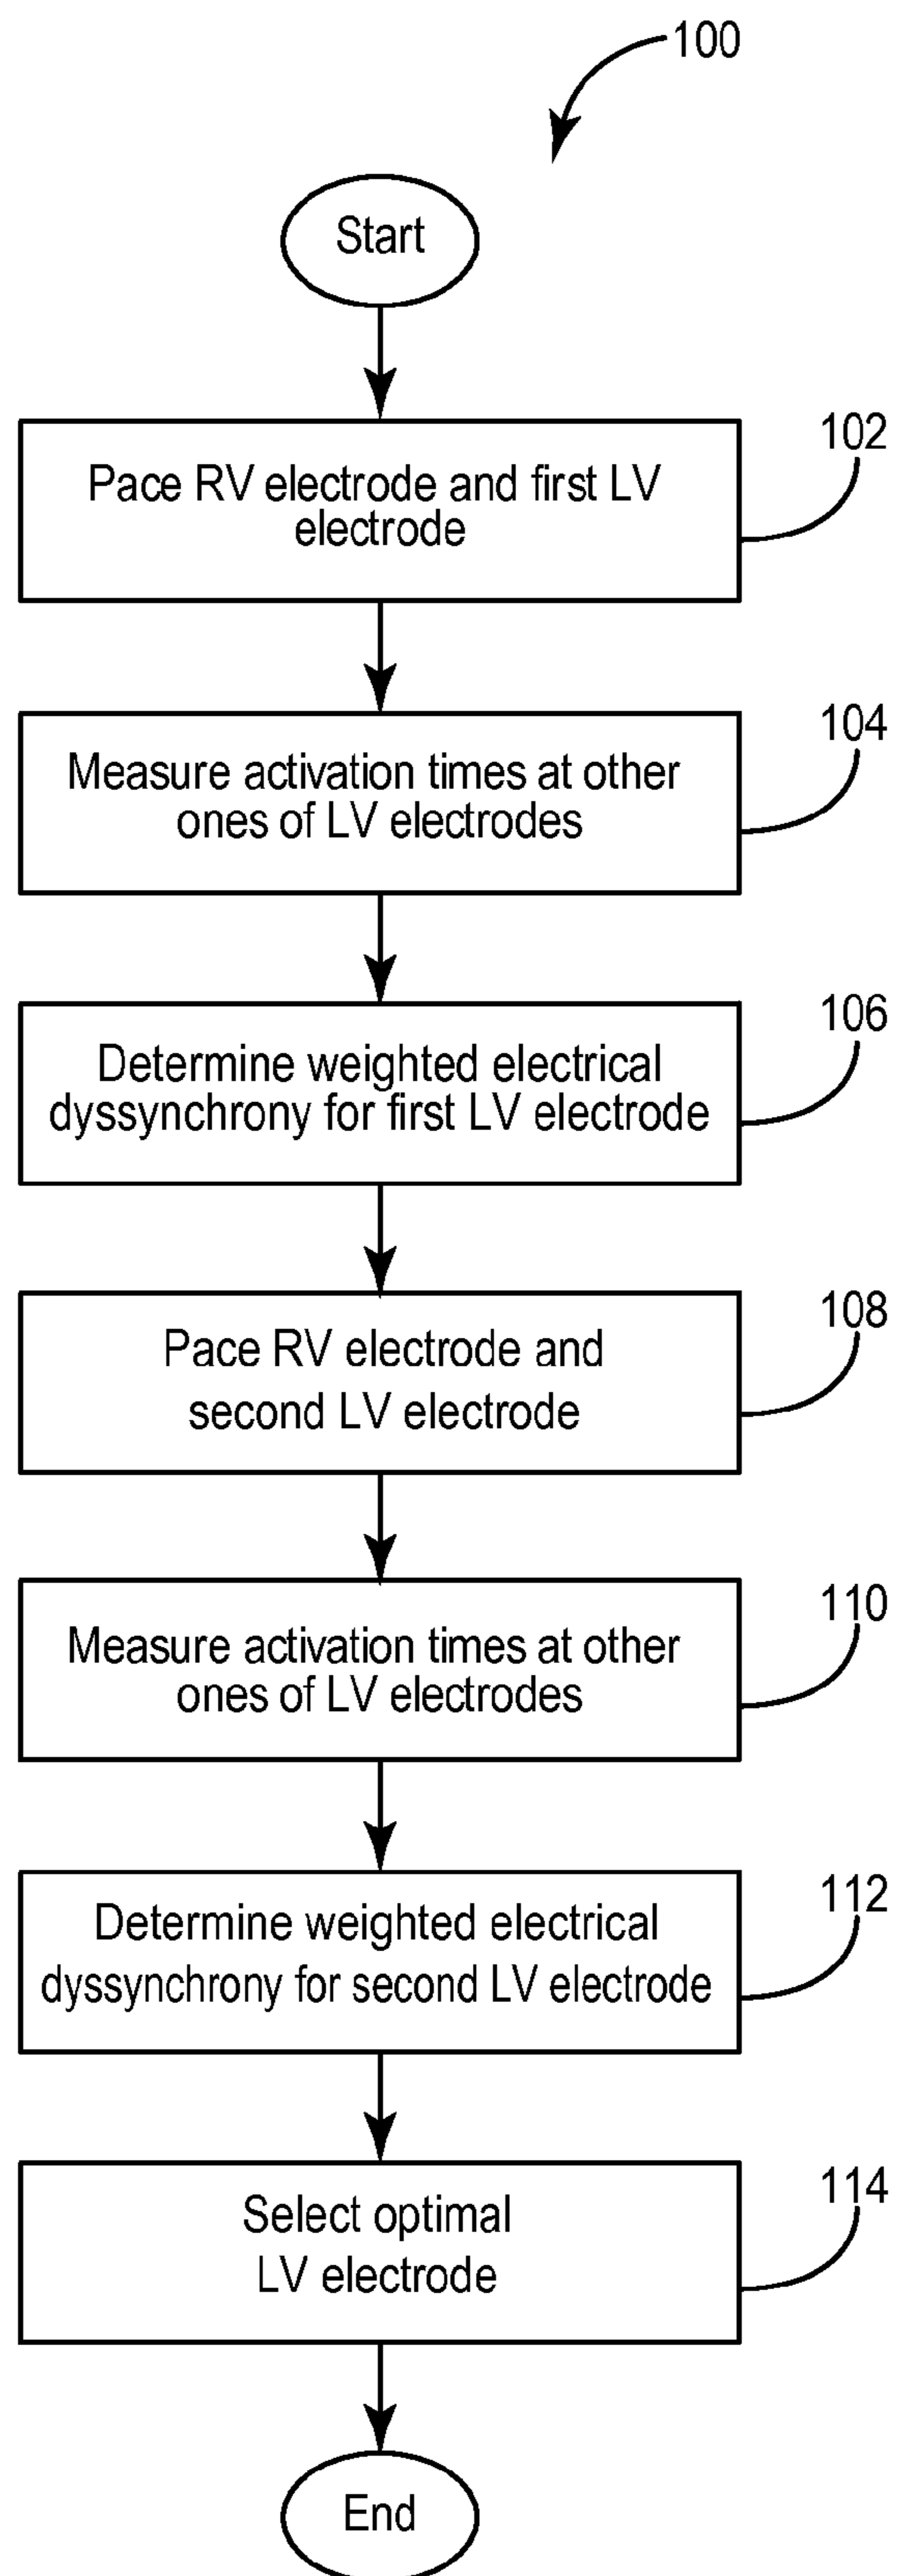 100
Start
102
Pace RV electrode and first LV
electrode
104
Measure activation times at other
ones of LV electrodes
106
Determine weighted electrical
dyssynchrony for first LV electrode
108
Pace RV electrode and
second LV electrode
110
Measure activation times at other
ones of LV electrodes
112
Determine weighted electrical
dyssynchrony for second LV electrode
114
Select optimal
LV electrode
End